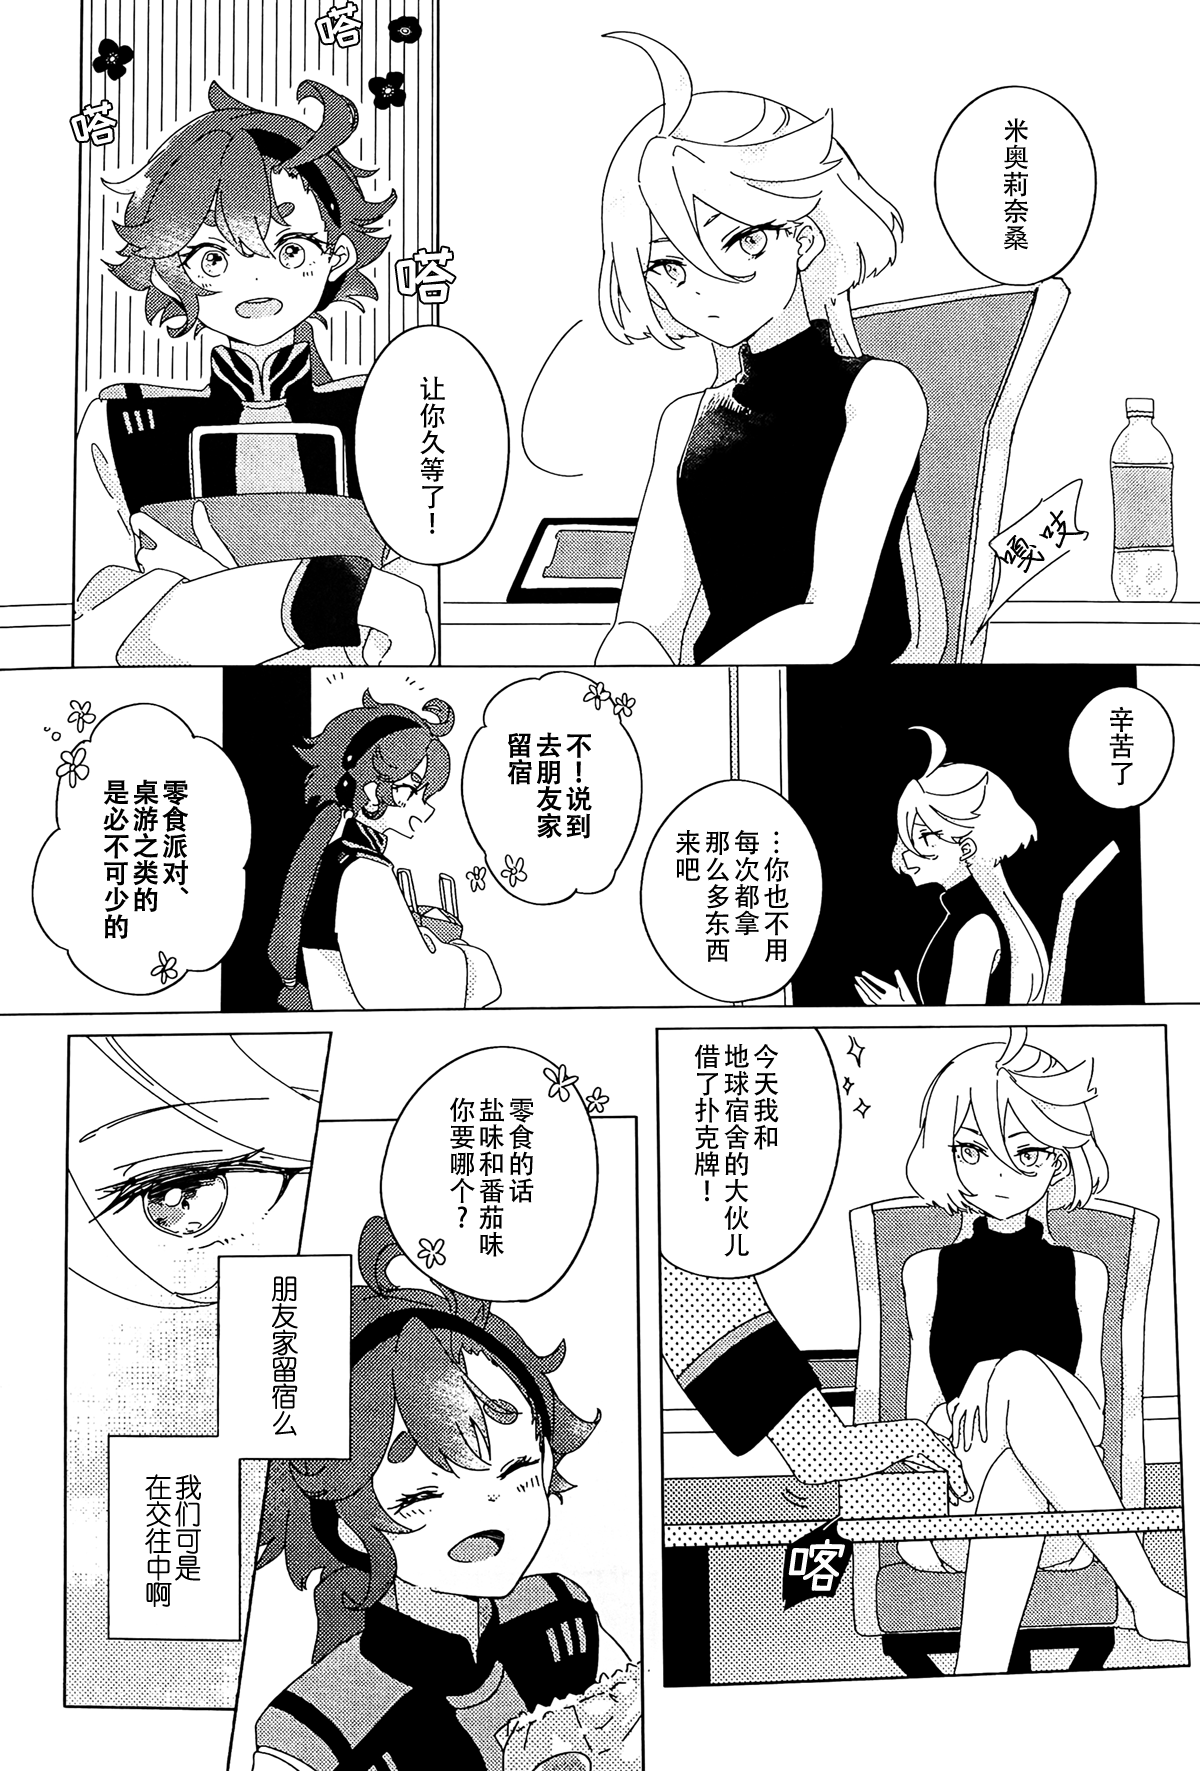 米奥莉奈桑
嘎吱
嗒
嗒
嗒
让你久等了！
辛苦了
…你也不用
每次都拿
那么多东西
来吧
不！说到
去朋友家
留宿
零食派对、
桌游之类的
是必不可少的
今天我和
地球宿舍的大伙儿
借了扑克牌！
喀
零食的话
盐味和番茄味
你要哪个？
朋友家留宿么
我们可是
在交往中啊